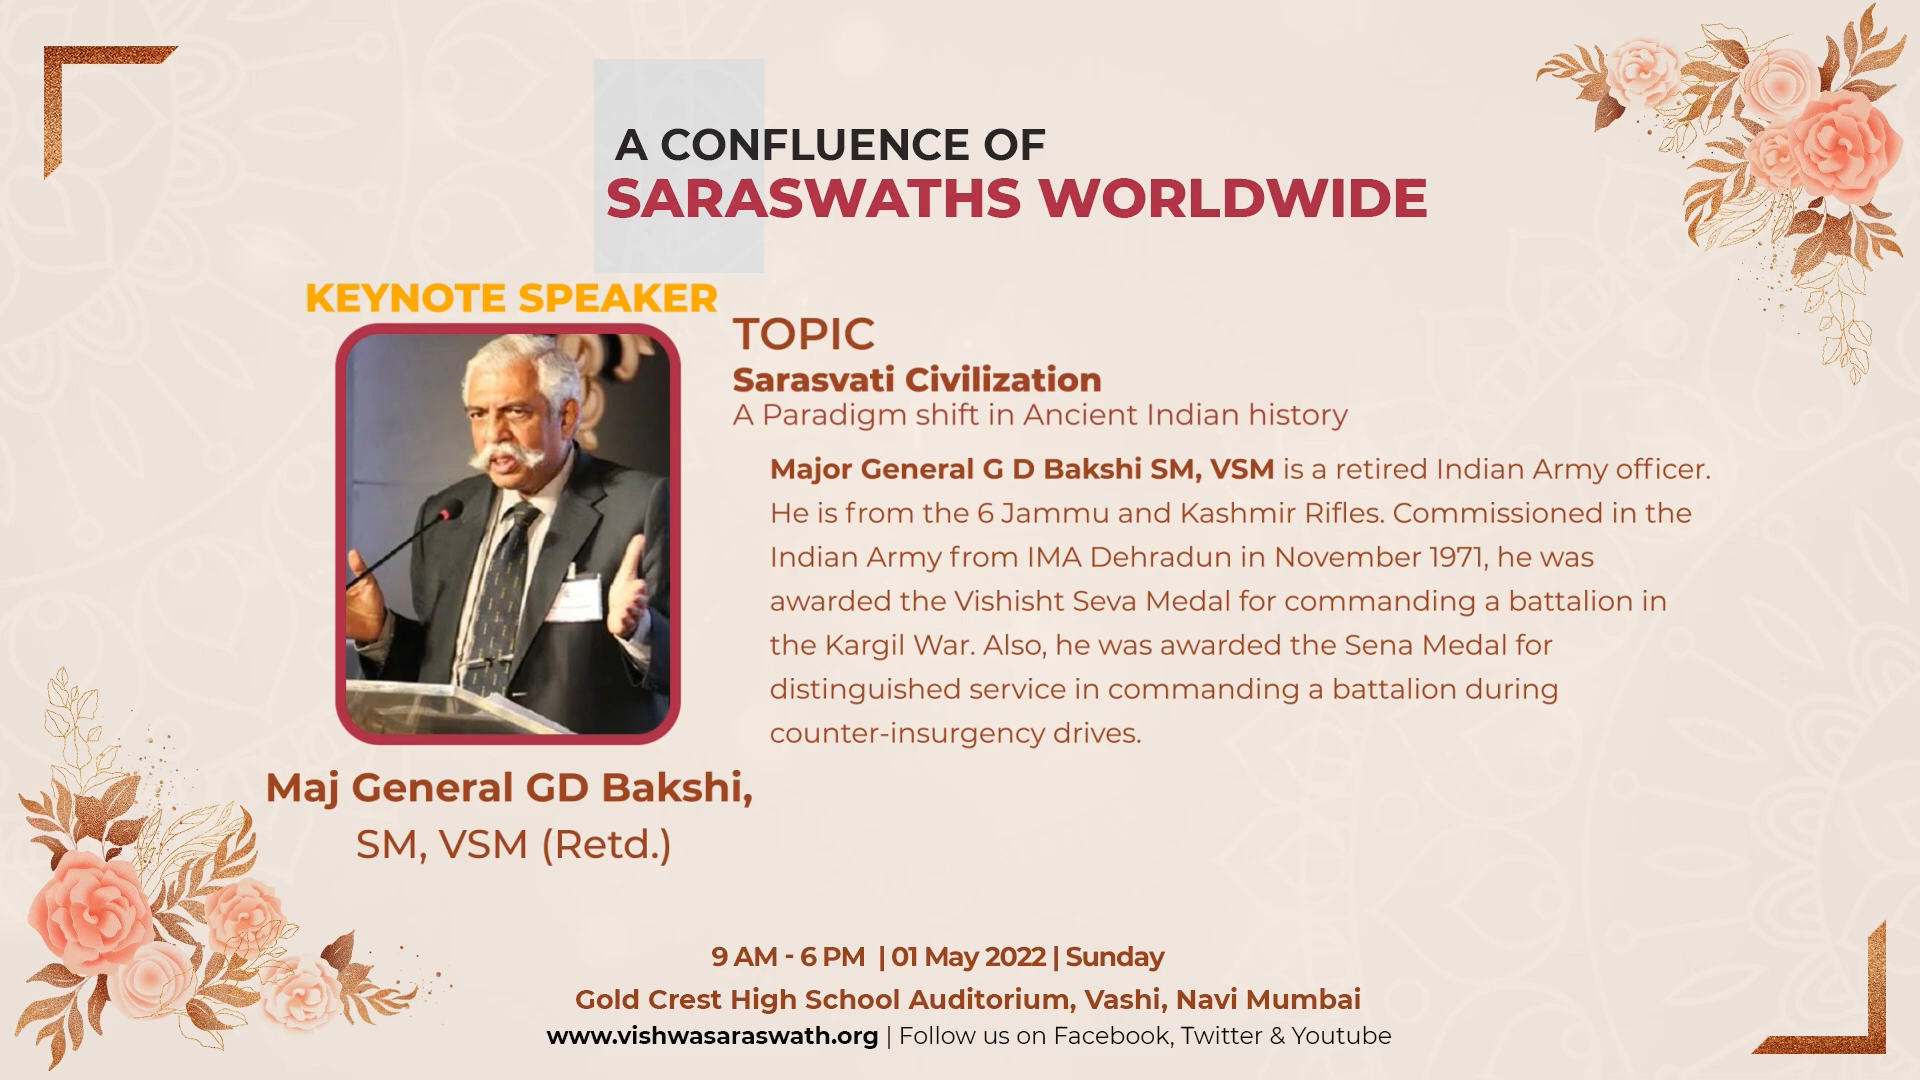 A CONFLUENCE OF
SARASWATHS WORLDWIDE
KEYNOTE SPEAKER
Maj General GD Bakshi,
SM, VSM (Retd.)
TOPIC
Sarasvati Civilization
A Paradigm shift in Ancient Indian history
Major General G D Bakshi SM, VSM is a retired Indian Army officer.
He is from the 6 Jammu and Kashmir Rifles. Commissioned in the
Indian Army from IMA Dehradun in November 1971, he was
awarded the Vishisht Seva Medal for commanding a battalion in
the Kargil War. Also, he was awarded the Sena Medal for
distinguished service in commanding a battalion during
counter-insurgency drives.
9 AM - 6 PM | 01 May 2022 | Sunday
Gold Crest High School Auditorium, Vashi, Navi Mumbai
www.vishwasaraswath.org | Follow us on Facebook, Twitter & Youtube